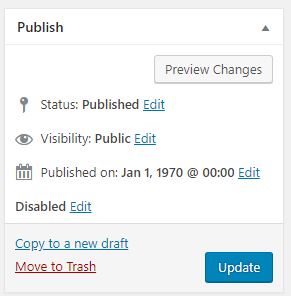 Publish
Preview Changes
Status: Published Edit
Visibility: Public Edit
Published on: Jan 1, 1970 @ 00:00 Edit
Disabled Edit
Copy to a new draft
Move to Trash
Update